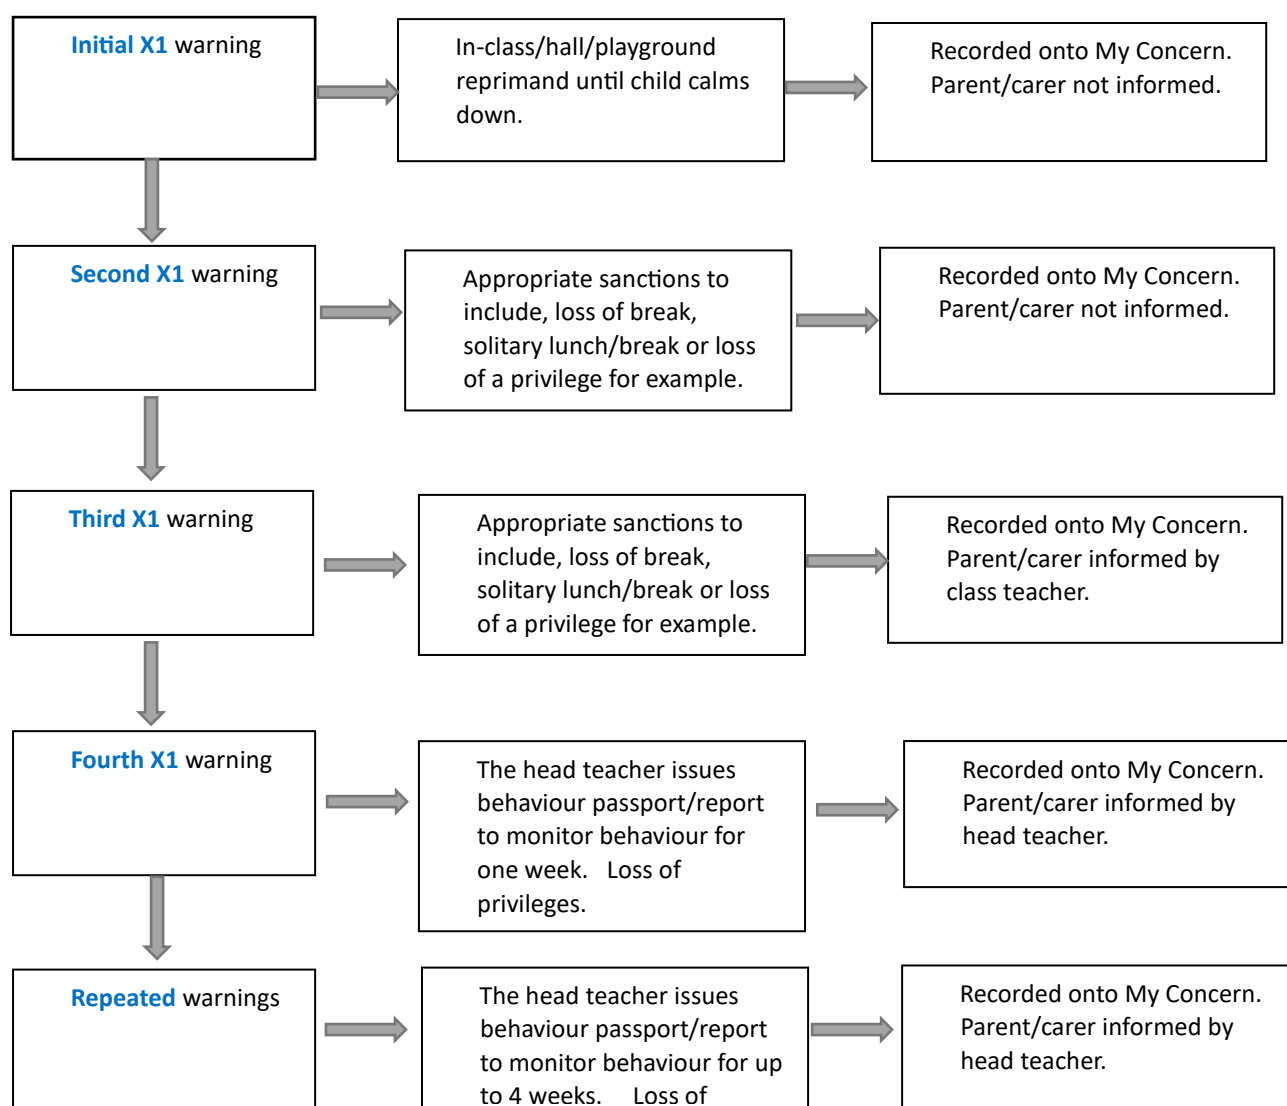 Initial X1 warning
In-class/hall/playground
reprimand until child calms
down.
Recorded onto My Concern.
Parent/carer not informed.
Second X1 warning
Appropriate sanctions to
include, loss of break,
solitary lunch/break or loss
of a privilege for example.
Recorded onto My Concern.
Parent/carer not informed.
Third X1 warning
Appropriate sanctions to
include, loss of break,
solitary lunch/break or loss
of a privilege for example.
Recorded onto My Concern.
Parent/carer informed by
class teacher.
Fourth X1 warning
The head teacher issues
behaviour passport/report
to monitor behaviour for
one week.   Loss of
privileges.
Recorded onto My Concern.
Parent/carer informed by
head teacher.
Repeated warnings
The head teacher issues
behaviour passport/report
to monitor behaviour for up
to 4 weeks.    Loss of
Recorded onto My Concern.
Parent/carer informed by
head teacher.